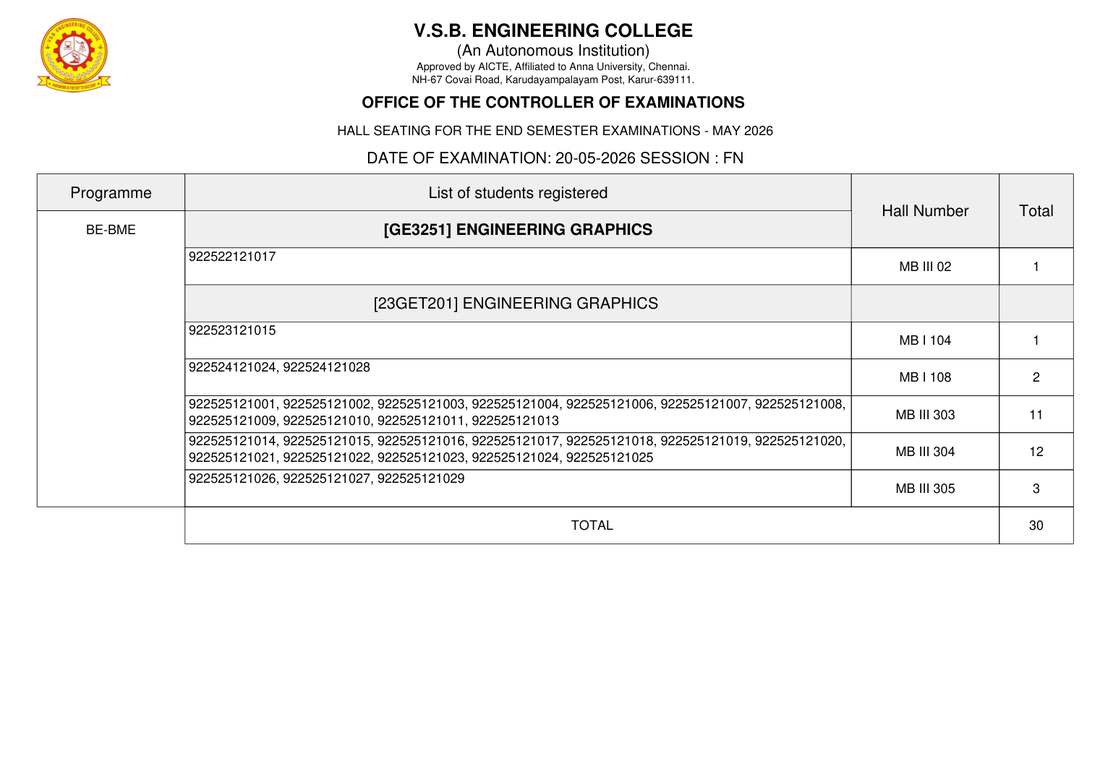 V.S.B. ENGINEERING COLLEGE
(An Autonomous Institution)
Approved by AICTE, Affiliated to Anna University, Chennai.
NH-67 Covai Road, Karudayampalayam Post, Karur-639111.
OFFICE OF THE CONTROLLER OF EXAMINATIONS
HALL SEATING FOR THE END SEMESTER EXAMINATIONS - MAY 2026
DATE OF EXAMINATION: 20-05-2026 SESSION : FN
Programme List of students registered Hall Number Total
BE-BME [GE3251] ENGINEERING GRAPHICS
922522121017 MB III 02 1
[23GET201] ENGINEERING GRAPHICS
922523121015 MB I 104 1
922524121024, 922524121028 MB I 108 2
922525121001, 922525121002, 922525121003, 922525121004, 922525121006, 922525121007, 922525121008,
922525121009, 922525121010, 922525121011, 922525121013 MB III 303 11
922525121014, 922525121015, 922525121016, 922525121017, 922525121018, 922525121019, 922525121020,
922525121021, 922525121022, 922525121023, 922525121024, 922525121025 MB III 304 12
922525121026, 922525121027, 922525121029 MB III 305 3
TOTAL 30